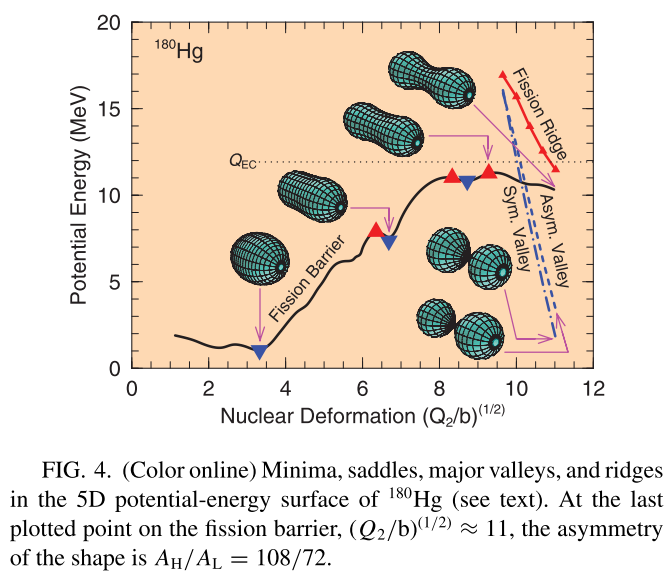 20
15
10
5
0
0
2
4
6
8
10
12
Potential Energy (MeV)
Nuclear Deformation (Q₂/b)⁽¹/²⁾
¹⁸⁰Hg
Q_EC
Fission Barrier
Fission Ridge
Asym. Valley
Sym. Valley
FIG. 4. (Color online) Minima, saddles, major valleys, and ridges
in the 5D potential-energy surface of ¹⁸⁰Hg (see text). At the last
plotted point on the fission barrier, (Q₂/b)⁽¹/²⁾ ≈ 11, the asymmetry
of the shape is A_H/A_L = 108/72.